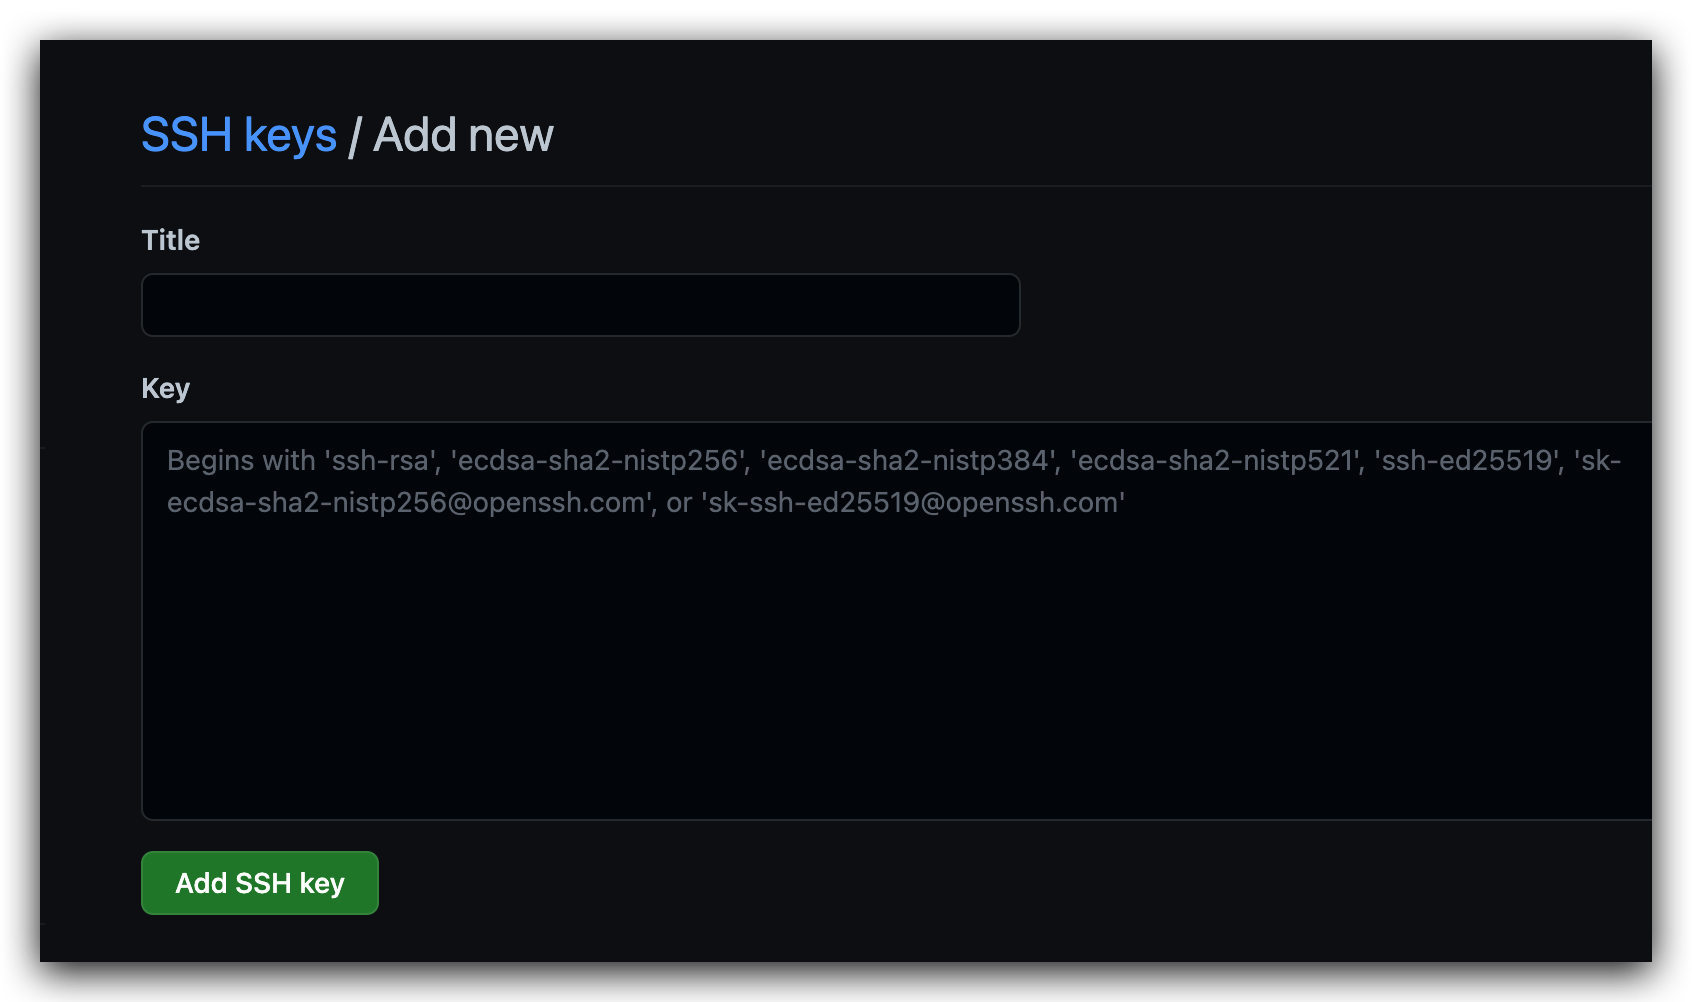 SSH keys / Add new
Title
Key
Begins with 'ssh-rsa', 'ecdsa-sha2-nistp256', 'ecdsa-sha2-nistp384', 'ecdsa-sha2-nistp521', 'ssh-ed25519', 'sk-
ecdsa-sha2-nistp256@openssh.com', or 'sk-ssh-ed25519@openssh.com'
Add SSH key